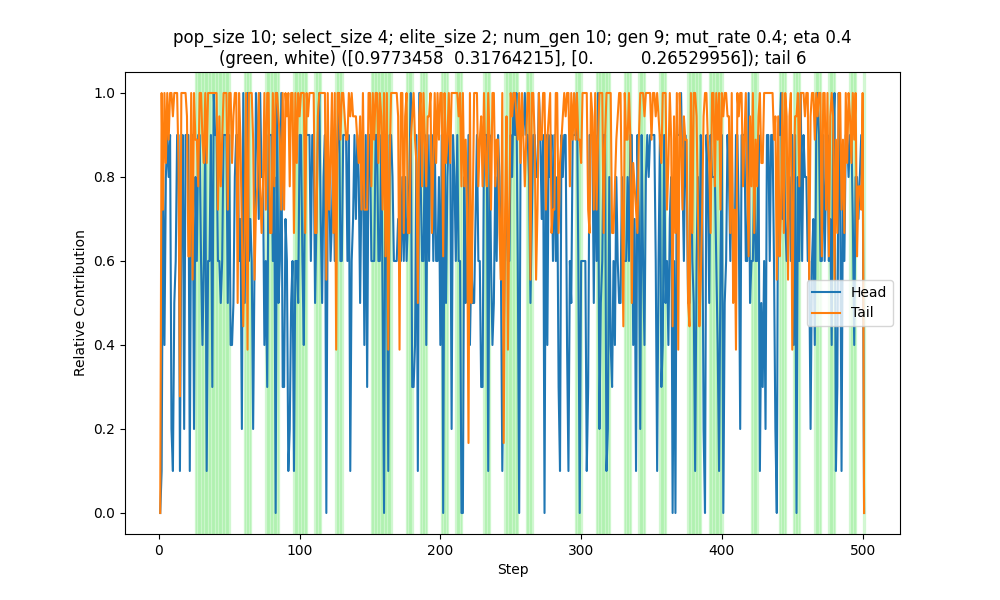 pop_size 10; select_size 4; elite_size 2; num_gen 10; gen 9; mut_rate 0.4; eta 0.4
(green, white) ([0.9773458  0.31764215], [0.         0.26529956]); tail 6
1.0
0.8
0.6
0.4
0.2
0.0
Relative Contribution
Head
Tail
0
100
200
300
400
500
Step